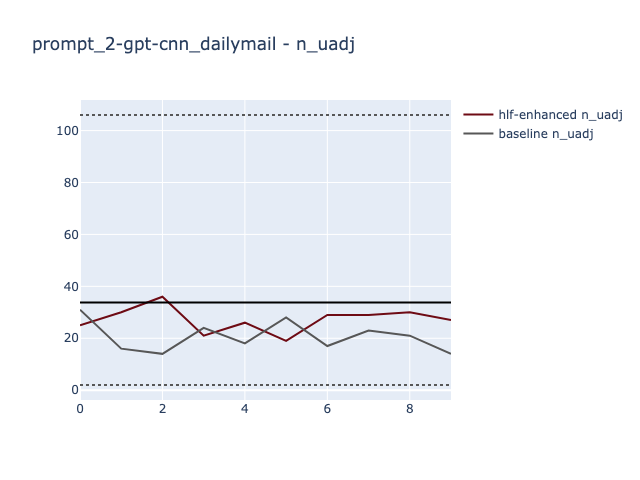 prompt_2-gpt-cnn_dailymail - n_uadj
hlf-enhanced n_uadj
baseline n_uadj
100
80
60
40
20
0
0 2 4 6 8